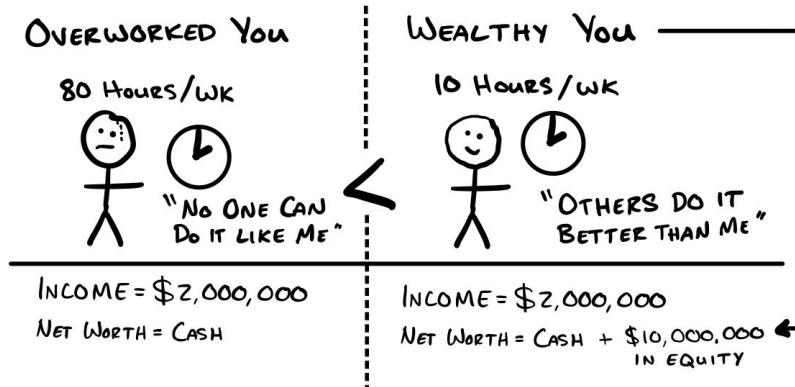 OVERWORKED YOU
80 HOURS/WK
"NO ONE CAN
DO IT LIKE ME"
INCOME = $2,000,000
NET WORTH = CASH
<
WEALTHY YOU
10 HOURS/WK
"OTHERS DO IT
BETTER THAN ME"
INCOME = $2,000,000
NET WORTH = CASH + $10,000,000
IN EQUITY